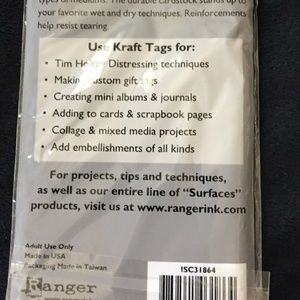 types of mediums. The durable cardstock stands up to
your favorite wet and dry techniques. Reinforcements
help resist tearing.
Use Kraft Tags for:
• Tim Holtz Distressing techniques
• Making custom gift tags
• Creating mini albums & journals
• Adding to cards & scrapbook pages
• Collage & mixed media projects
• Add embellishments of all kinds
For projects, tips and techniques,
as well as our entire line of "Surfaces"
products, visit us at www.rangerink.com.
Adult Use Only
Made in USA
Packaging Made in Taiwan
ISC31864
Ranger